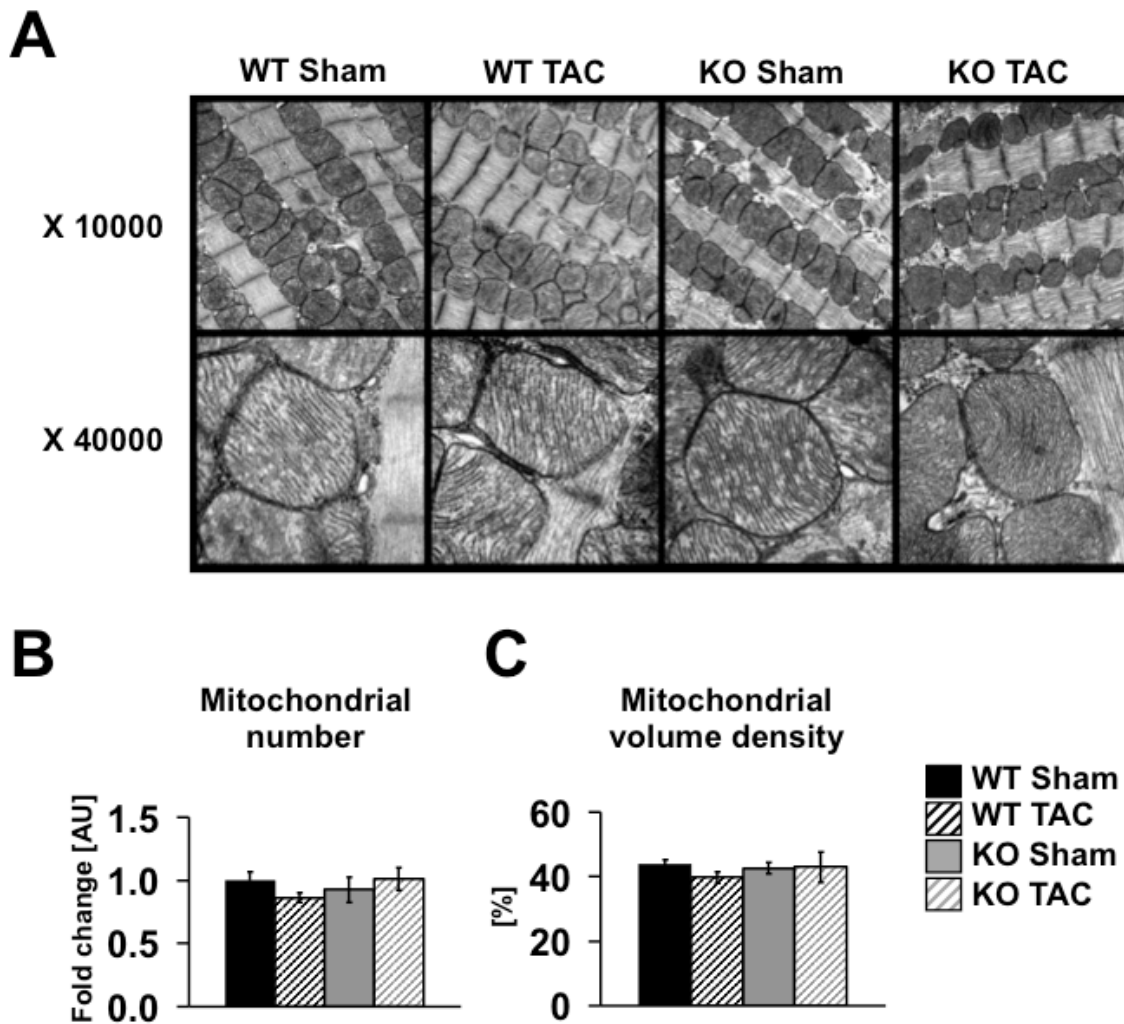 A
WT Sham
WT TAC
KO Sham
KO TAC
X 10000
X 40000
B
Mitochondrial
number
Fold change [AU]
1.5
1.0
0.5
0.0
C
Mitochondrial
volume density
[%]
60
40
20
0
WT Sham
WT TAC
KO Sham
KO TAC